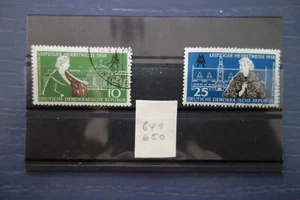 LEIPZIGER HERBSTMESSE 1958
10
DEUTSCHE DEMOKRATISCHE REPUBLIK
LEIPZIGER HERBSTMESSE 1958
25
DEUTSCHE DEMOKRATISCHE REPUBLIK
649
650